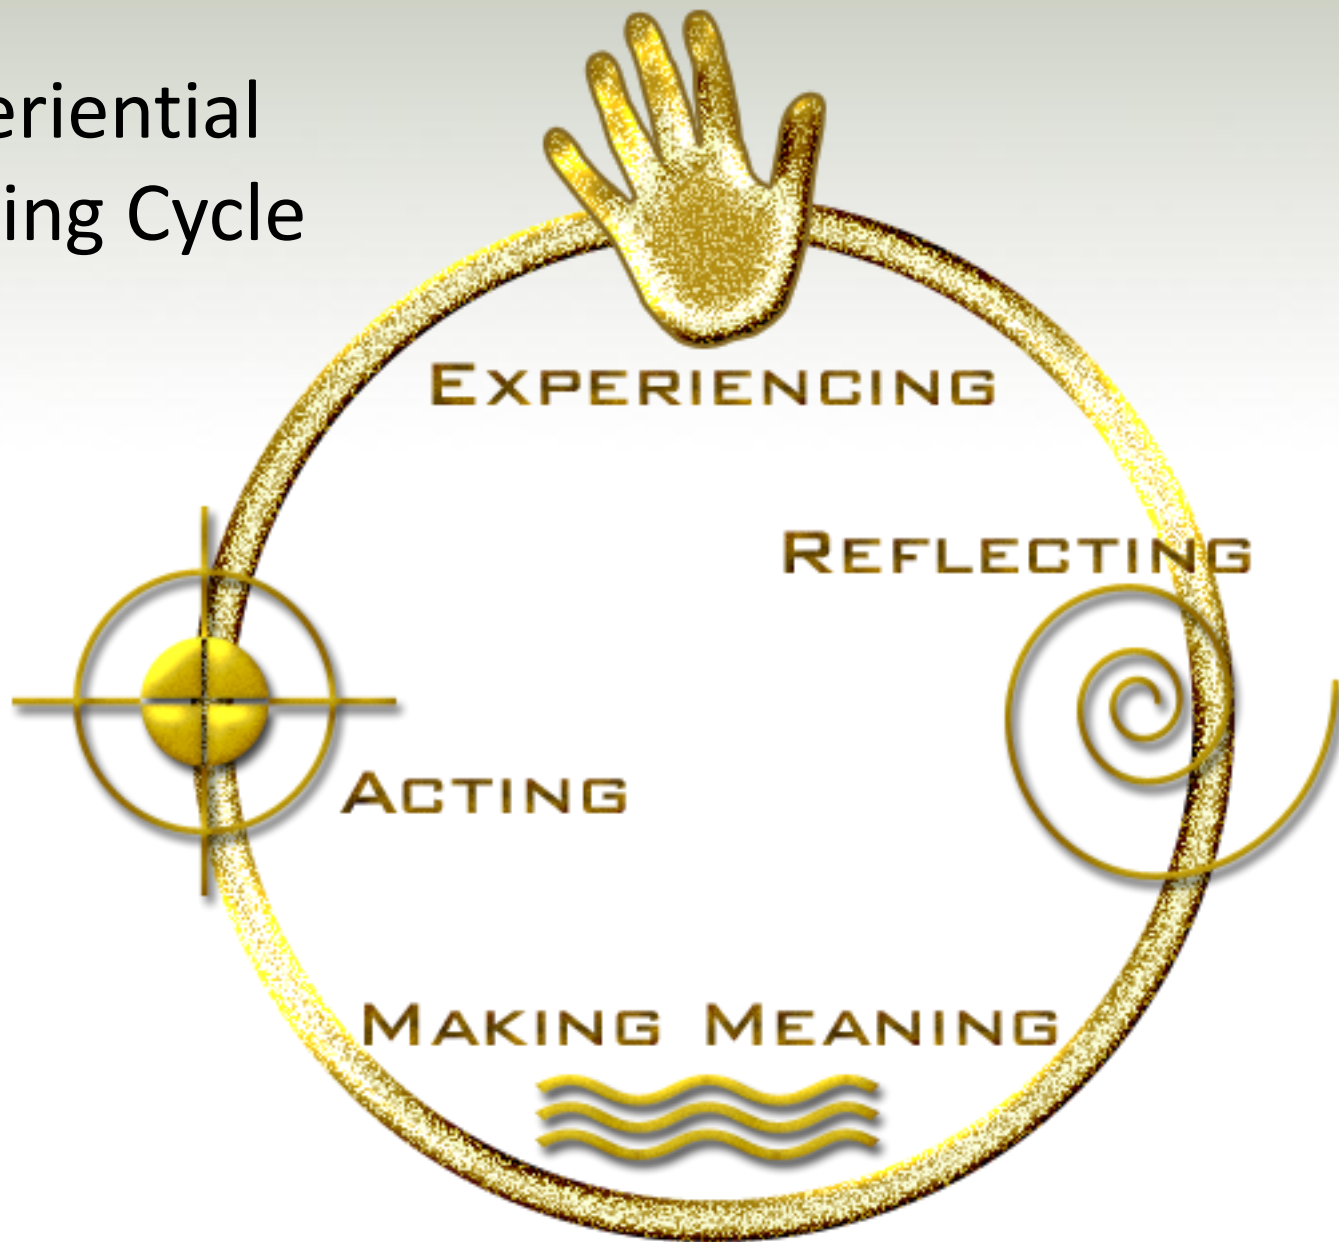 eriential
ing Cycle
EXPERIENCING
REFLECTING
ACTING
MAKING MEANING